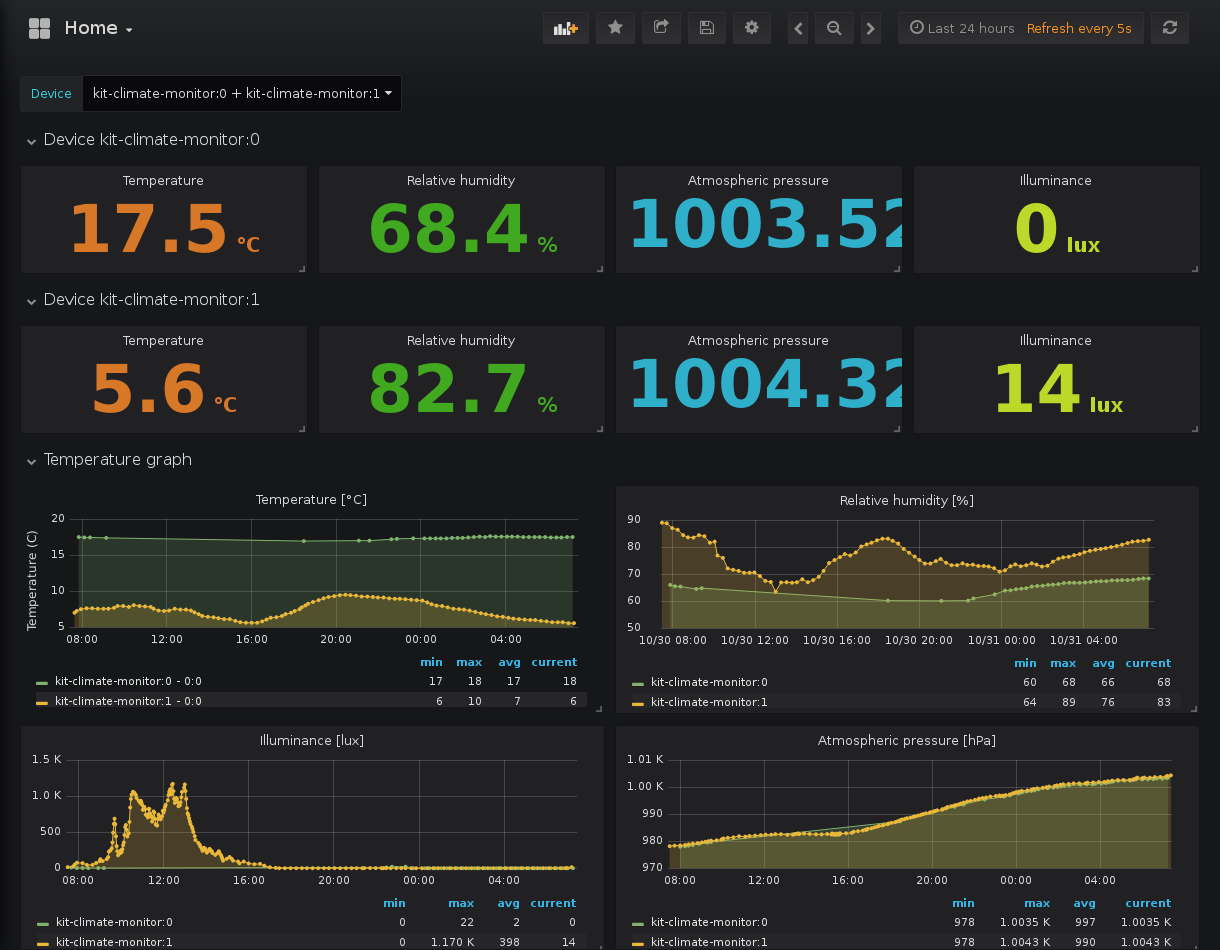 Home
Last 24 hours Refresh every 5s
Device kit-climate-monitor:0 + kit-climate-monitor:1
Device kit-climate-monitor:0
Temperature Relative humidity Atmospheric pressure Illuminance
17.5 °C 68.4 % 1003.52 0 lux
Device kit-climate-monitor:1
Temperature Relative humidity Atmospheric pressure Illuminance
5.6 °C 82.7 % 1004.32 14 lux
Temperature graph
Temperature [°C]
Temperature (C)
20
15
10
5
08:00 12:00 16:00 20:00 00:00 04:00
min max avg current
kit-climate-monitor:0 - 0:0 17 18 17 18
kit-climate-monitor:1 - 0:0 6 10 7 6
Relative humidity [%]
90
80
70
60
50
10/30 08:00 10/30 12:00 10/30 16:00 10/30 20:00 10/31 00:00 10/31 04:00
min max avg current
kit-climate-monitor:0 60 68 66 68
kit-climate-monitor:1 64 89 76 83
Illuminance [lux]
1.5 K
1.0 K
500
0
08:00 12:00 16:00 20:00 00:00 04:00
min max avg current
kit-climate-monitor:0 0 22 2 0
kit-climate-monitor:1 0 1.170 K 398 14
Atmospheric pressure [hPa]
1.01 K
1.00 K
990
980
970
08:00 12:00 16:00 20:00 00:00 04:00
min max avg current
kit-climate-monitor:0 978 1.0035 K 997 1.0035 K
kit-climate-monitor:1 978 1.0043 K 990 1.0043 K